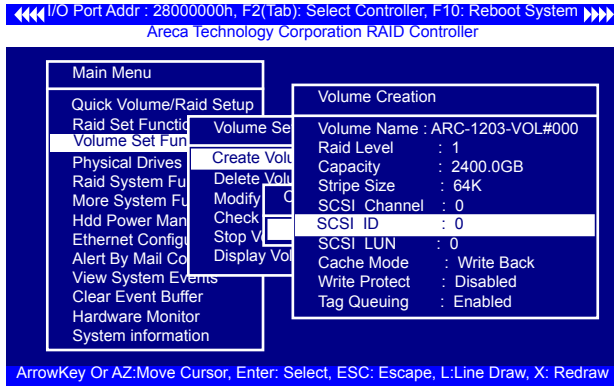 I/O Port Addr : 28000000h, F2(Tab): Select Controller, F10: Reboot System
Areca Technology Corporation RAID Controller
Main Menu
Quick Volume/Raid Setup
Raid Set Functio
Volume Set Fun
Physical Drives
Raid System Fu
More System Fu
Hdd Power Man
Ethernet Configu
Alert By Mail Co
View System Events
Clear Event Buffer
Hardware Monitor
System information
Volume Se
Create Volu
Delete Volu
Modify
Check
Stop V
Display Vol
C
Volume Creation
Volume Name : ARC-1203-VOL#000
Raid Level : 1
Capacity : 2400.0GB
Stripe Size : 64K
SCSI Channel : 0
SCSI ID : 0
SCSI LUN : 0
Cache Mode : Write Back
Write Protect : Disabled
Tag Queuing : Enabled
ArrowKey Or AZ:Move Cursor, Enter: Select, ESC: Escape, L:Line Draw, X: Redraw